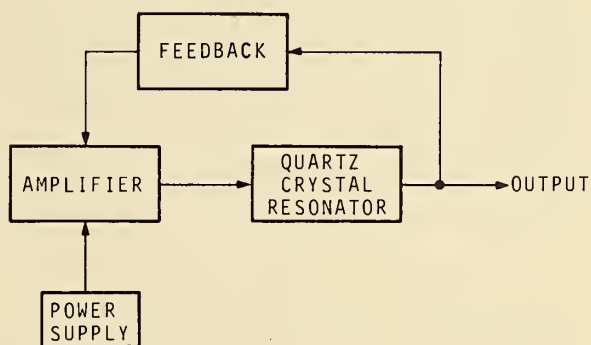 FEEDBACK
AMPLIFIER
QUARTZ
CRYSTAL
RESONATOR
OUTPUT
POWER
SUPPLY